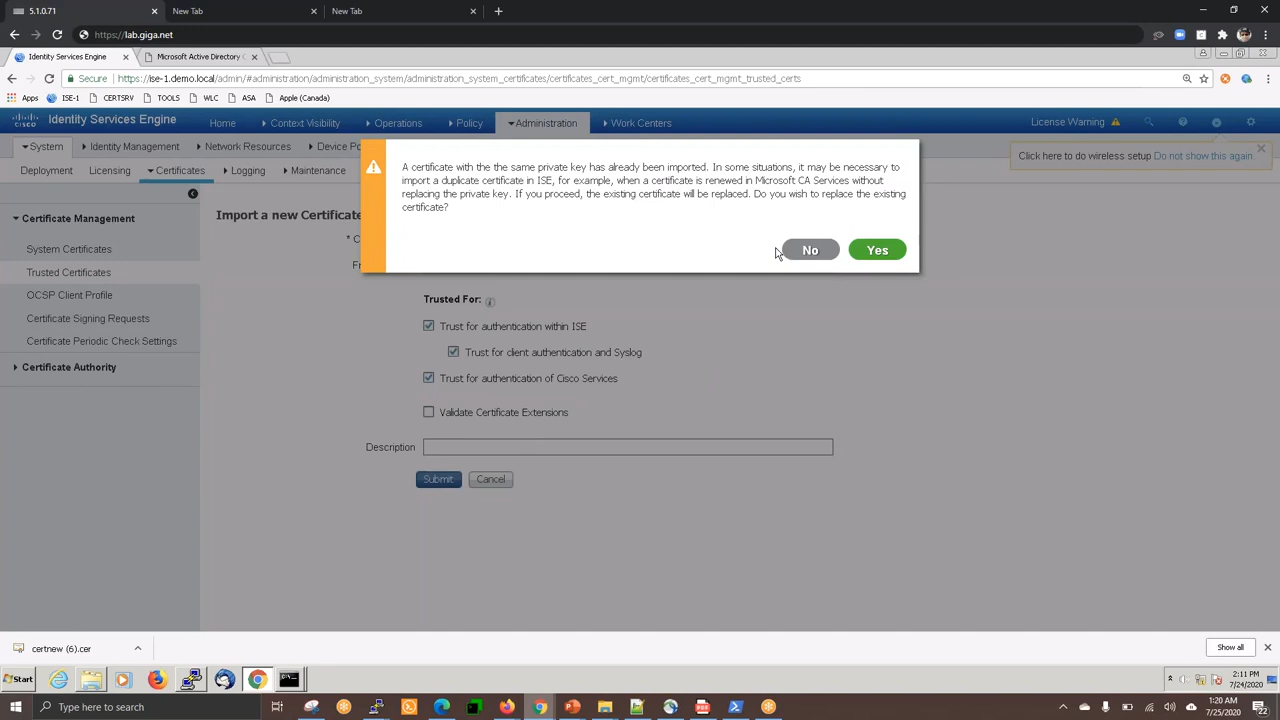 5.1.0.71
New Tab
New Tab
https://lab.giga.net
Identity Services Engine
Microsoft Active Directory C
Secure
https://ise-1.demo.local/admin/#administration/administration_system/administration_system_certificates/certificates_cert_mgmt/certificates_cert_mgmt_trusted_certs
Apps
ISE-1
CERTSRV
TOOLS
WLC
ASA
Apple (Canada)
CISCO
Identity Services Engine
Home
Context Visibility
Operations
Policy
Administration
Work Centers
License Warning
System
Identity Management
Network Resources
Device Po
Click here to do wireless setup Do not show this again.
Deployment
Licensing
Certificates
Logging
Maintenance
A certificate with the the same private key has already been imported. In some situations, it may be necessary to
import a duplicate certificate in ISE, for example, when a certificate is renewed in Microsoft CA Services without
replacing the private key. If you proceed, the existing certificate will be replaced. Do you wish to replace the existing
certificate?
No
Yes
Certificate Management
System Certificates
Trusted Certificates
OCSP Client Profile
Certificate Signing Requests
Certificate Periodic Check Settings
Certificate Authority
Import a new Certificate
* C
Fr
Trusted For:
Trust for authentication within ISE
Trust for client authentication and Syslog
Trust for authentication of Cisco Services
Validate Certificate Extensions
Description
Submit
Cancel
certnew (6).cer
Show all
Start
2:11 PM
7/24/2020
Type here to search
1:20 AM
7/25/2020
22